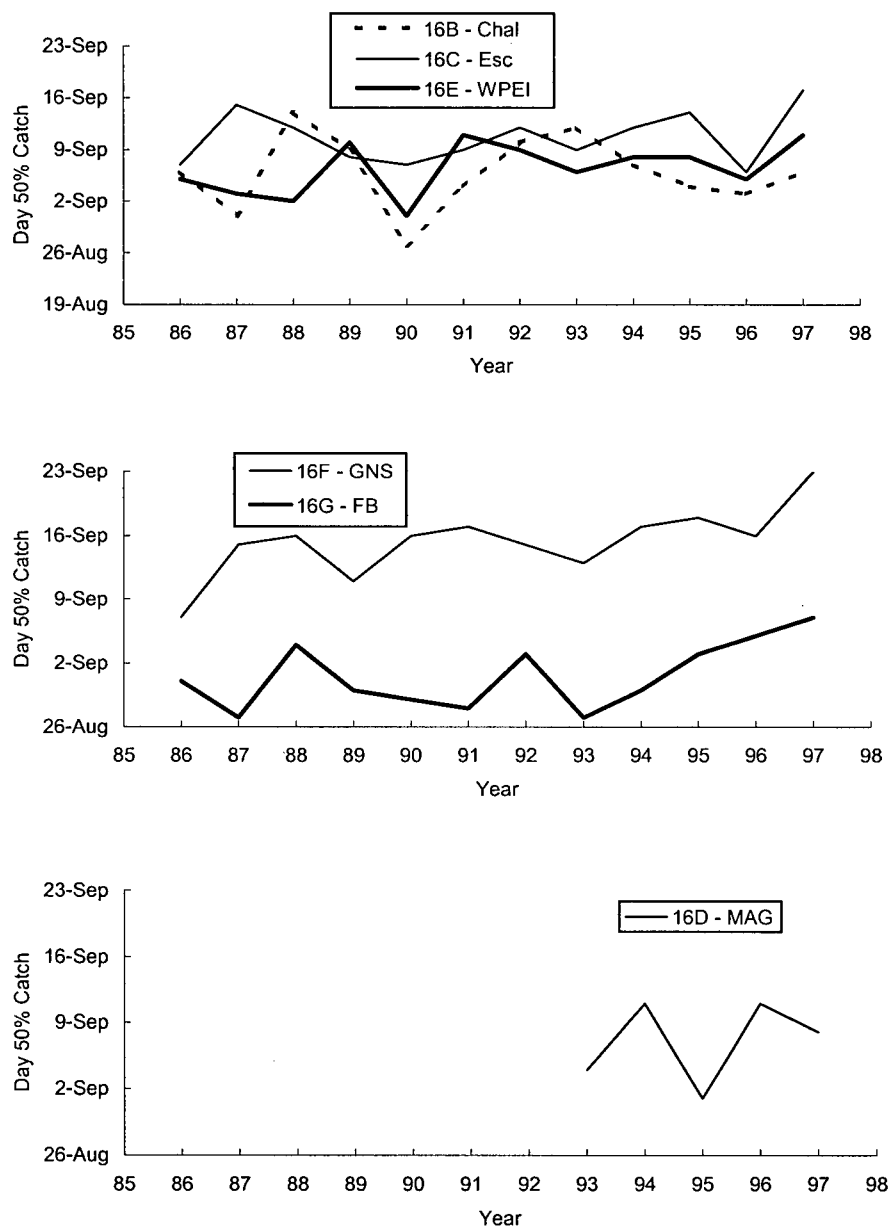 16B - Chal
16C - Esc
16E - WPEI
23-Sep
16-Sep
9-Sep
2-Sep
26-Aug
19-Aug
Day 50% Catch
85 86 87 88 89 90 91 92 93 94 95 96 97 98
Year
16F - GNS
16G - FB
23-Sep
16-Sep
9-Sep
2-Sep
26-Aug
Day 50% Catch
85 86 87 88 89 90 91 92 93 94 95 96 97 98
Year
16D - MAG
23-Sep
16-Sep
9-Sep
2-Sep
26-Aug
Day 50% Catch
85 86 87 88 89 90 91 92 93 94 95 96 97 98
Year